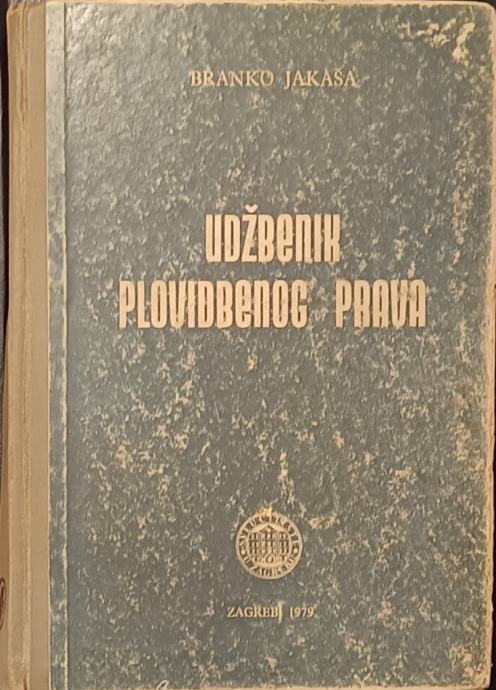 BRANKO JAKAŠA
UDŽBENIK
PLOVIDBENOG PRAVA
ZAGREB, 1979.